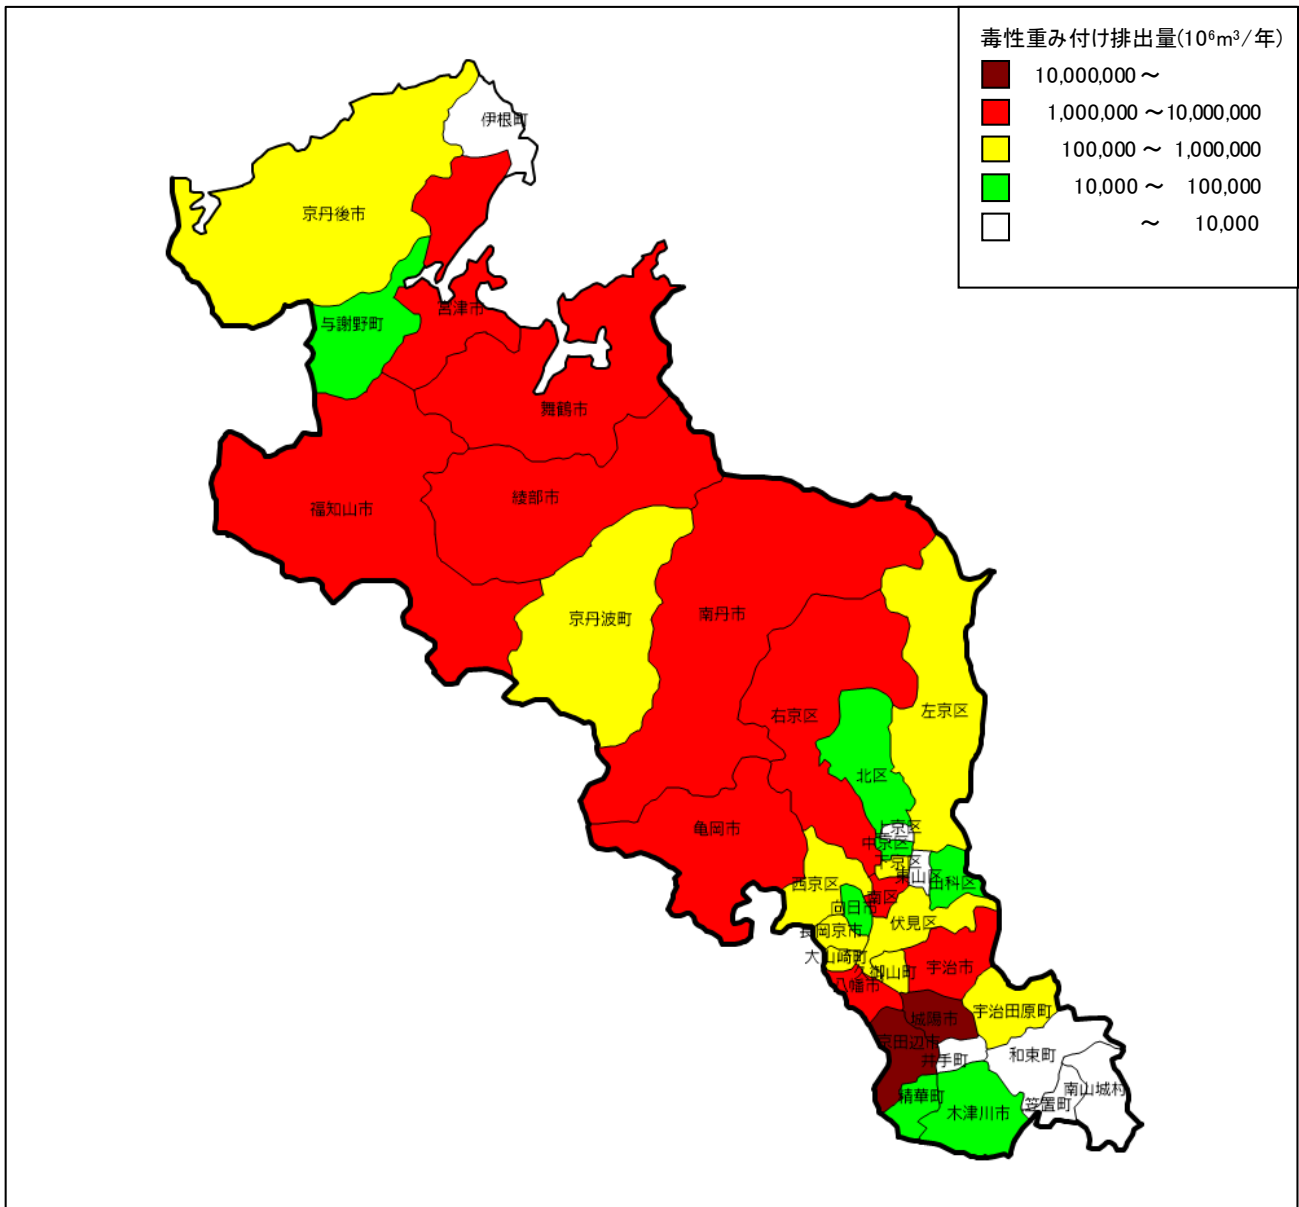 毒性重み付け排出量(10⁶m³/年)
10,000,000～
1,000,000～10,000,000
100,000～ 1,000,000
10,000～ 100,000
～ 10,000
伊根町
京丹後市
宮津市
与謝野町
舞鶴市
綾部市
福知山市
京丹波町
南丹市
左京区
右京区
北区
亀岡市
上京区
中京区
下京区
東山区
山科区
西京区
南区
向日市
伏見区
長岡京市
大山崎町
宇治市
久御山町
八幡市
宇治田原町
城陽市
京田辺市
和束町
井手町
南山城村
精華町
笠置町
木津川市